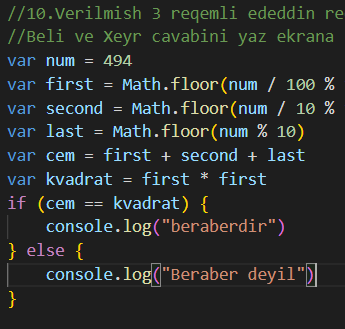 //10.Verilmish 3 reqemli ededdin re
//Beli ve Xeyr cavabini yaz ekrana
var num = 494
var first = Math.floor(num / 100 %
var second = Math.floor(num / 10 %
var last = Math.floor(num % 10)
var cem = first + second + last
var kvadrat = first * first
if (cem == kvadrat) {
    console.log("beraberdir")
} else {
    console.log("Beraber deyil")
}